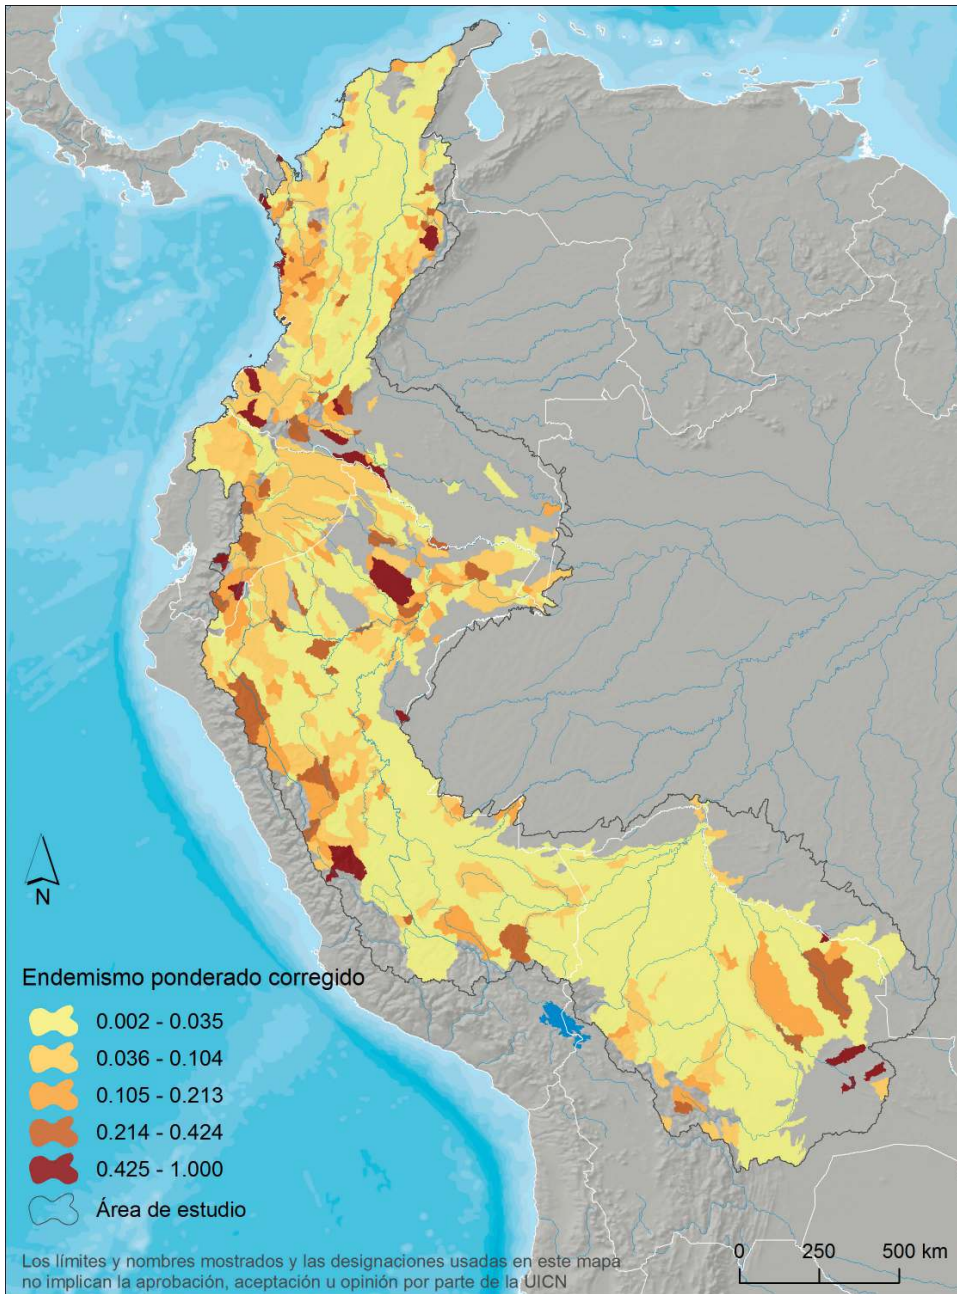 N
Endemismo ponderado corregido
0.002 - 0.035
0.036 - 0.104
0.105 - 0.213
0.214 - 0.424
0.425 - 1.000
Área de estudio
Los límites y nombres mostrados y las designaciones usadas en este mapa
no implican la aprobación, aceptación u opinión por parte de la UICN
0 250 500 km